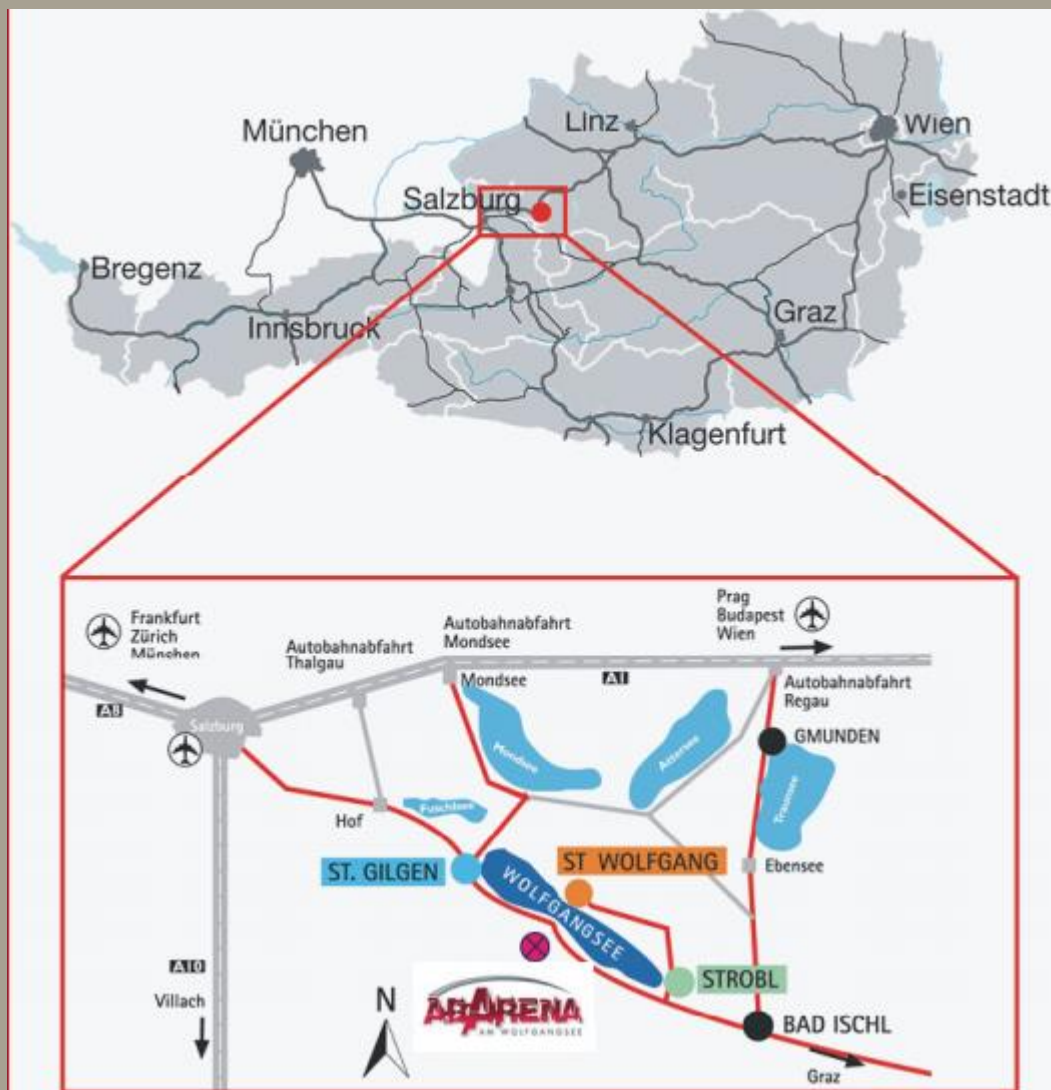 München
Linz
Wien
Salzburg
Eisenstadt
Bregenz
Innsbruck
Graz
Klagenfurt
Frankfurt
Zürich
München
Autobahnabfahrt
Thalgau
Autobahnabfahrt
Mondsee
Prag
Budapest
Wien
Mondsee
A1
Autobahnabfahrt
Regau
A8
Salzburg
GMUNDEN
Mondsee
Attersee
Traunsee
Hof
Fuschlsee
ST. GILGEN
ST WOLFGANG
Ebensee
WOLFGANGSEE
STROBL
A10
Villach
N
ABARENA
AM WOLFGANGSEE
BAD ISCHL
Graz